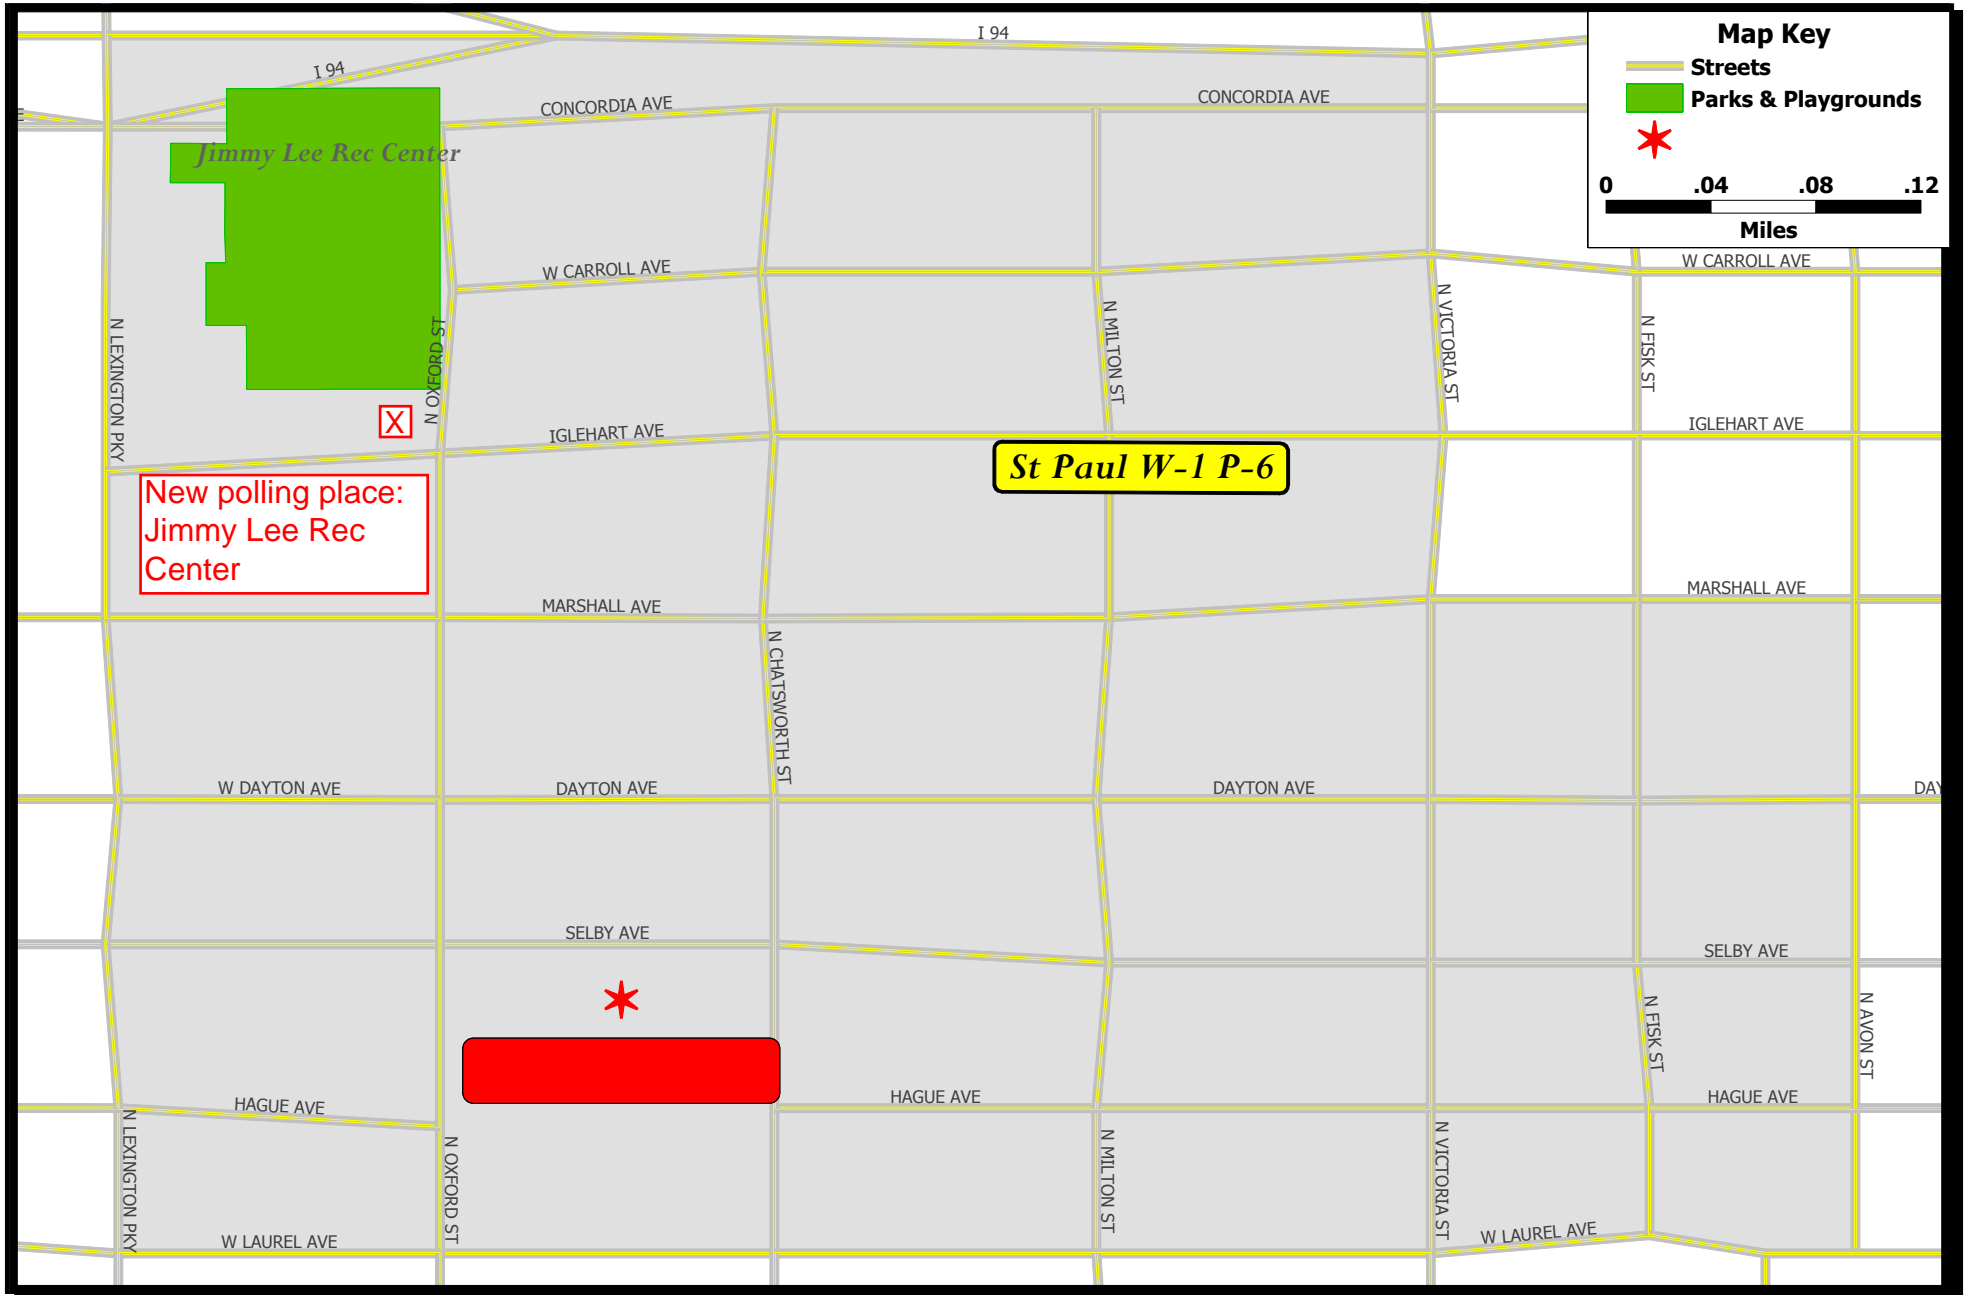 I 94
Map Key
Streets
Parks & Playgrounds
0 .04 .08 .12
Miles
I 94
CONCORDIA AVE
CONCORDIA AVE
E
Jimmy Lee Rec Center
W CARROLL AVE
W CARROLL AVE
N LEXINGTON PKY
N OXFORD ST
N MILTON ST
N VICTORIA ST
N FISK ST
X
IGLEHART AVE
IGLEHART AVE
St Paul W-1 P-6
New polling place:
Jimmy Lee Rec
Center
MARSHALL AVE
MARSHALL AVE
N CHATSWORTH ST
W DAYTON AVE
DAYTON AVE
DAYTON AVE
DAY
SELBY AVE
SELBY AVE
N FISK ST
N AVON ST
HAGUE AVE
HAGUE AVE
HAGUE AVE
N LEXINGTON PKY
N OXFORD ST
N MILTON ST
N VICTORIA ST
W LAUREL AVE
W LAUREL AVE